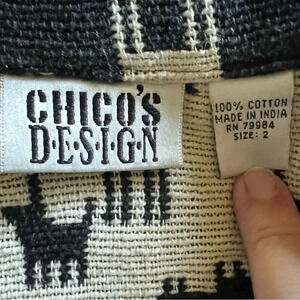 CHICO'S
D·E·S·I·G·N
100% COTTON
MADE IN INDIA
RN 79984
SIZE: 2